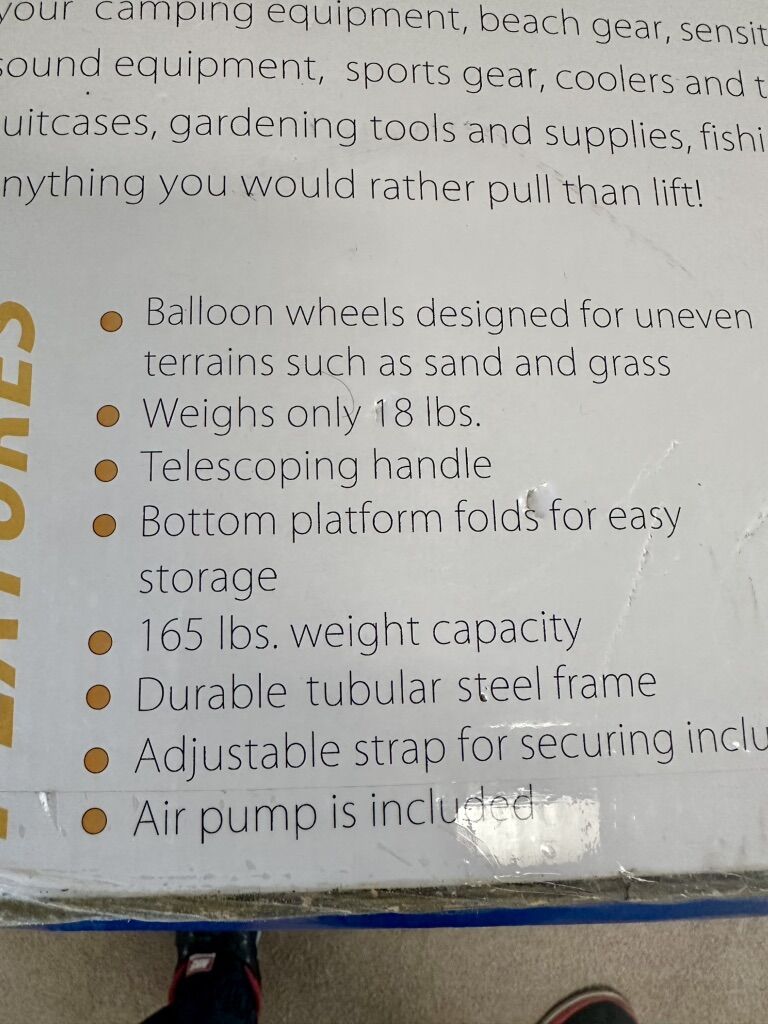 your camping equipment, beach gear, sensit
sound equipment, sports gear, coolers and t
uitcases, gardening tools and supplies, fishi
nything you would rather pull than lift!
FEATURES
Balloon wheels designed for uneven
terrains such as sand and grass
Weighs only 18 lbs.
Telescoping handle
Bottom platform folds for easy
storage
165 lbs. weight capacity
Durable tubular steel frame
Adjustable strap for securing inclu
Air pump is included